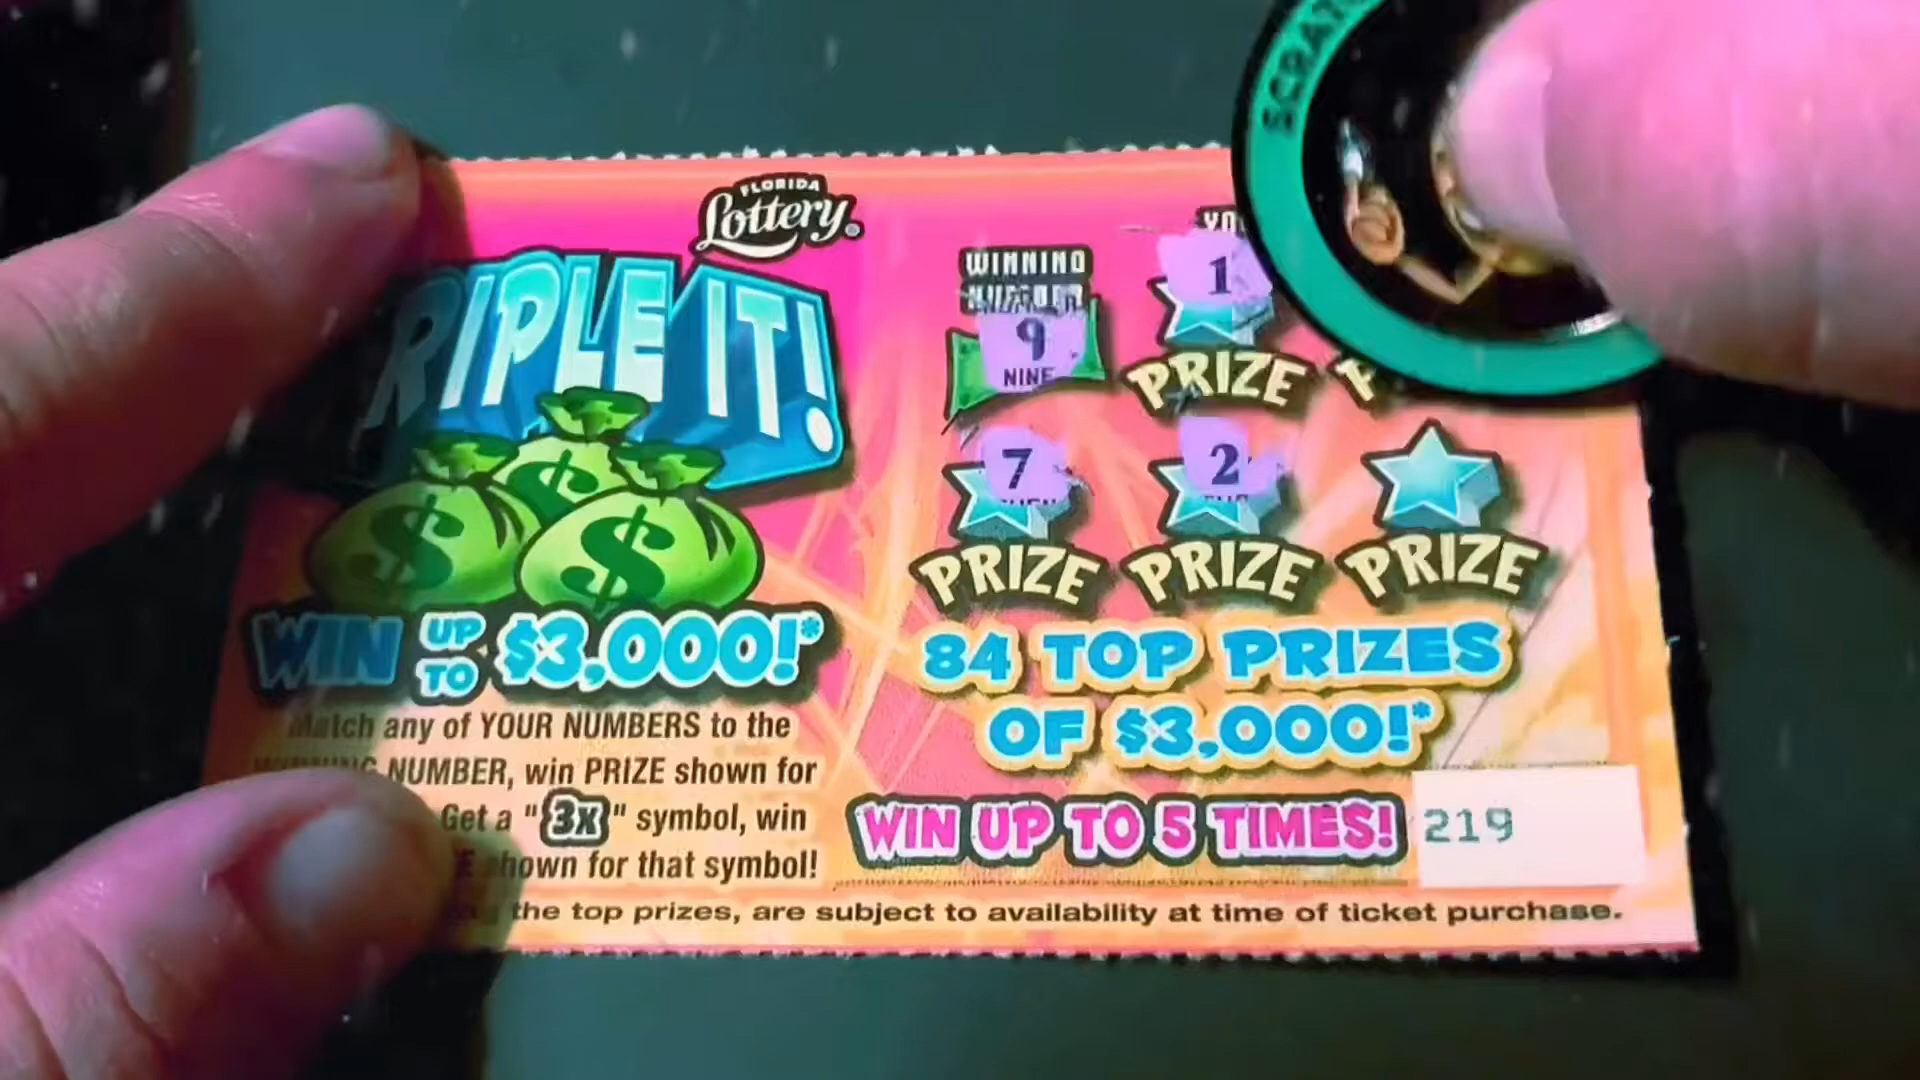 SCRATC
FLORIDA
Lottery®
RIPLE IT!
WINNING
NUMBER
9
NINE
YO
1
PRIZE
P
7
2
PRIZE PRIZE PRIZE
WIN UP TO $3,000!*
84 TOP PRIZES
OF $3,000!*
Match any of YOUR NUMBERS to the
NUMBER, win PRIZE shown for
Get a "3X" symbol, win
shown for that symbol!
WIN UP TO 5 TIMES!
219
the top prizes, are subject to availability at time of ticket purchase.